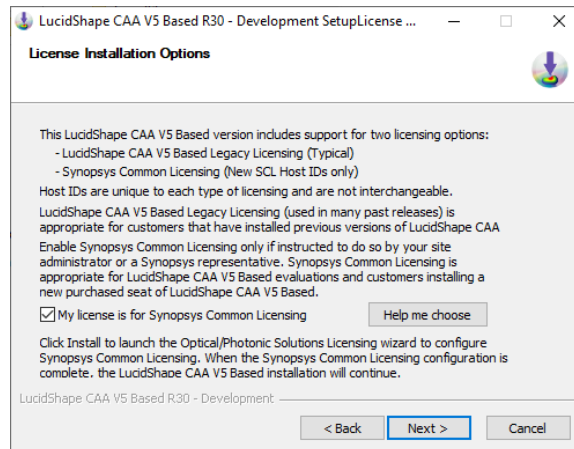 LucidShape CAA V5 Based R30 - Development SetupLicense ...
License Installation Options
This LucidShape CAA V5 Based version includes support for two licensing options:
- LucidShape CAA V5 Based Legacy Licensing (Typical)
- Synopsys Common Licensing (New SCL Host IDs only)
Host IDs are unique to each type of licensing and are not interchangeable.
LucidShape CAA V5 Based Legacy Licensing (used in many past releases) is
appropriate for customers that have installed previous versions of LucidShape CAA
Enable Synopsys Common Licensing only if instructed to do so by your site
administrator or a Synopsys representative. Synopsys Common Licensing is
appropriate for LucidShape CAA V5 Based evaluations and customers installing a
new purchased seat of LucidShape CAA V5 Based.
My license is for Synopsys Common Licensing
Help me choose
Click Install to launch the Optical/Photonic Solutions Licensing wizard to configure
Synopsys Common Licensing. When the Synopsys Common Licensing configuration is
complete. the LucidShape CAA V5 Based installation will continue.
LucidShape CAA V5 Based R30 - Development
< Back
Next >
Cancel